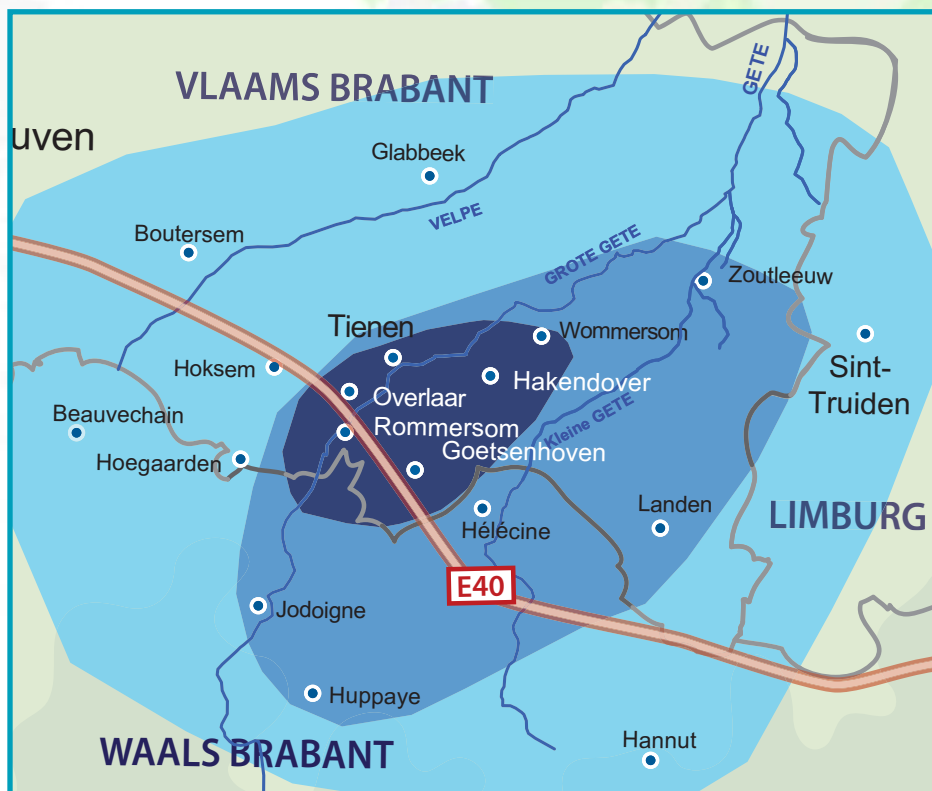 VLAAMS BRABANT
GETE
uven
Glabbeek
VELPE
Boutersem
GROTE GETE
Zoutleeuw
Tienen
Wommersom
Hoksem
Sint-
Truiden
Hakendover
Overlaar
Beauvechain
Rommersom
Kleine GETE
Hoegaarden
Goetsenhoven
Landen
LIMBURG
Hélécine
E40
Jodoigne
Huppaye
WAALS BRABANT
Hannut